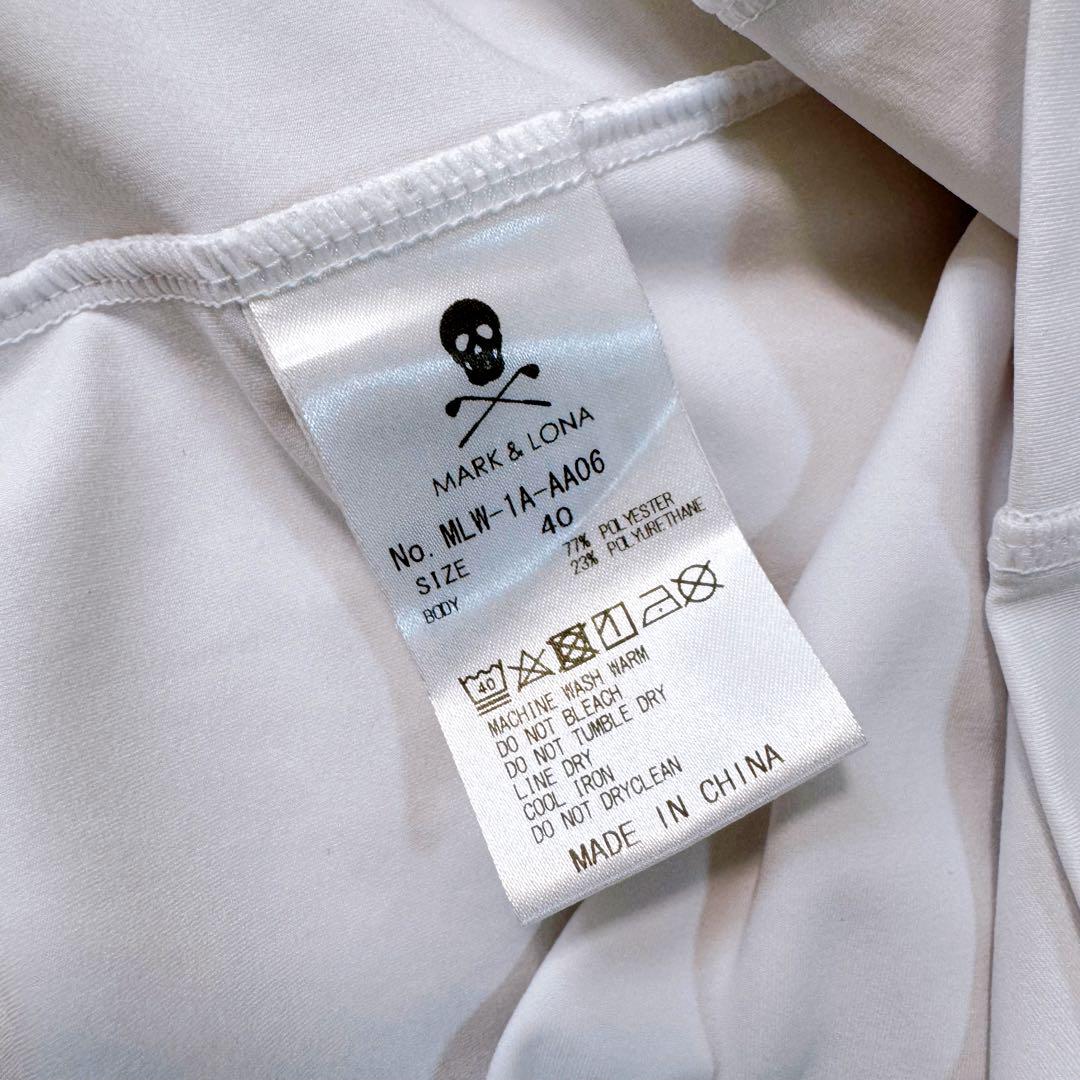 MARK & LONA
No. MLW-1A-AA06
SIZE 40
BODY 77% POLYESTER
23% POLYURETHANE
40
MACHINE WASH WARM
DO NOT BLEACH
DO NOT TUMBLE DRY
LINE DRY
COOL IRON
DO NOT DRYCLEAN
MADE IN CHINA